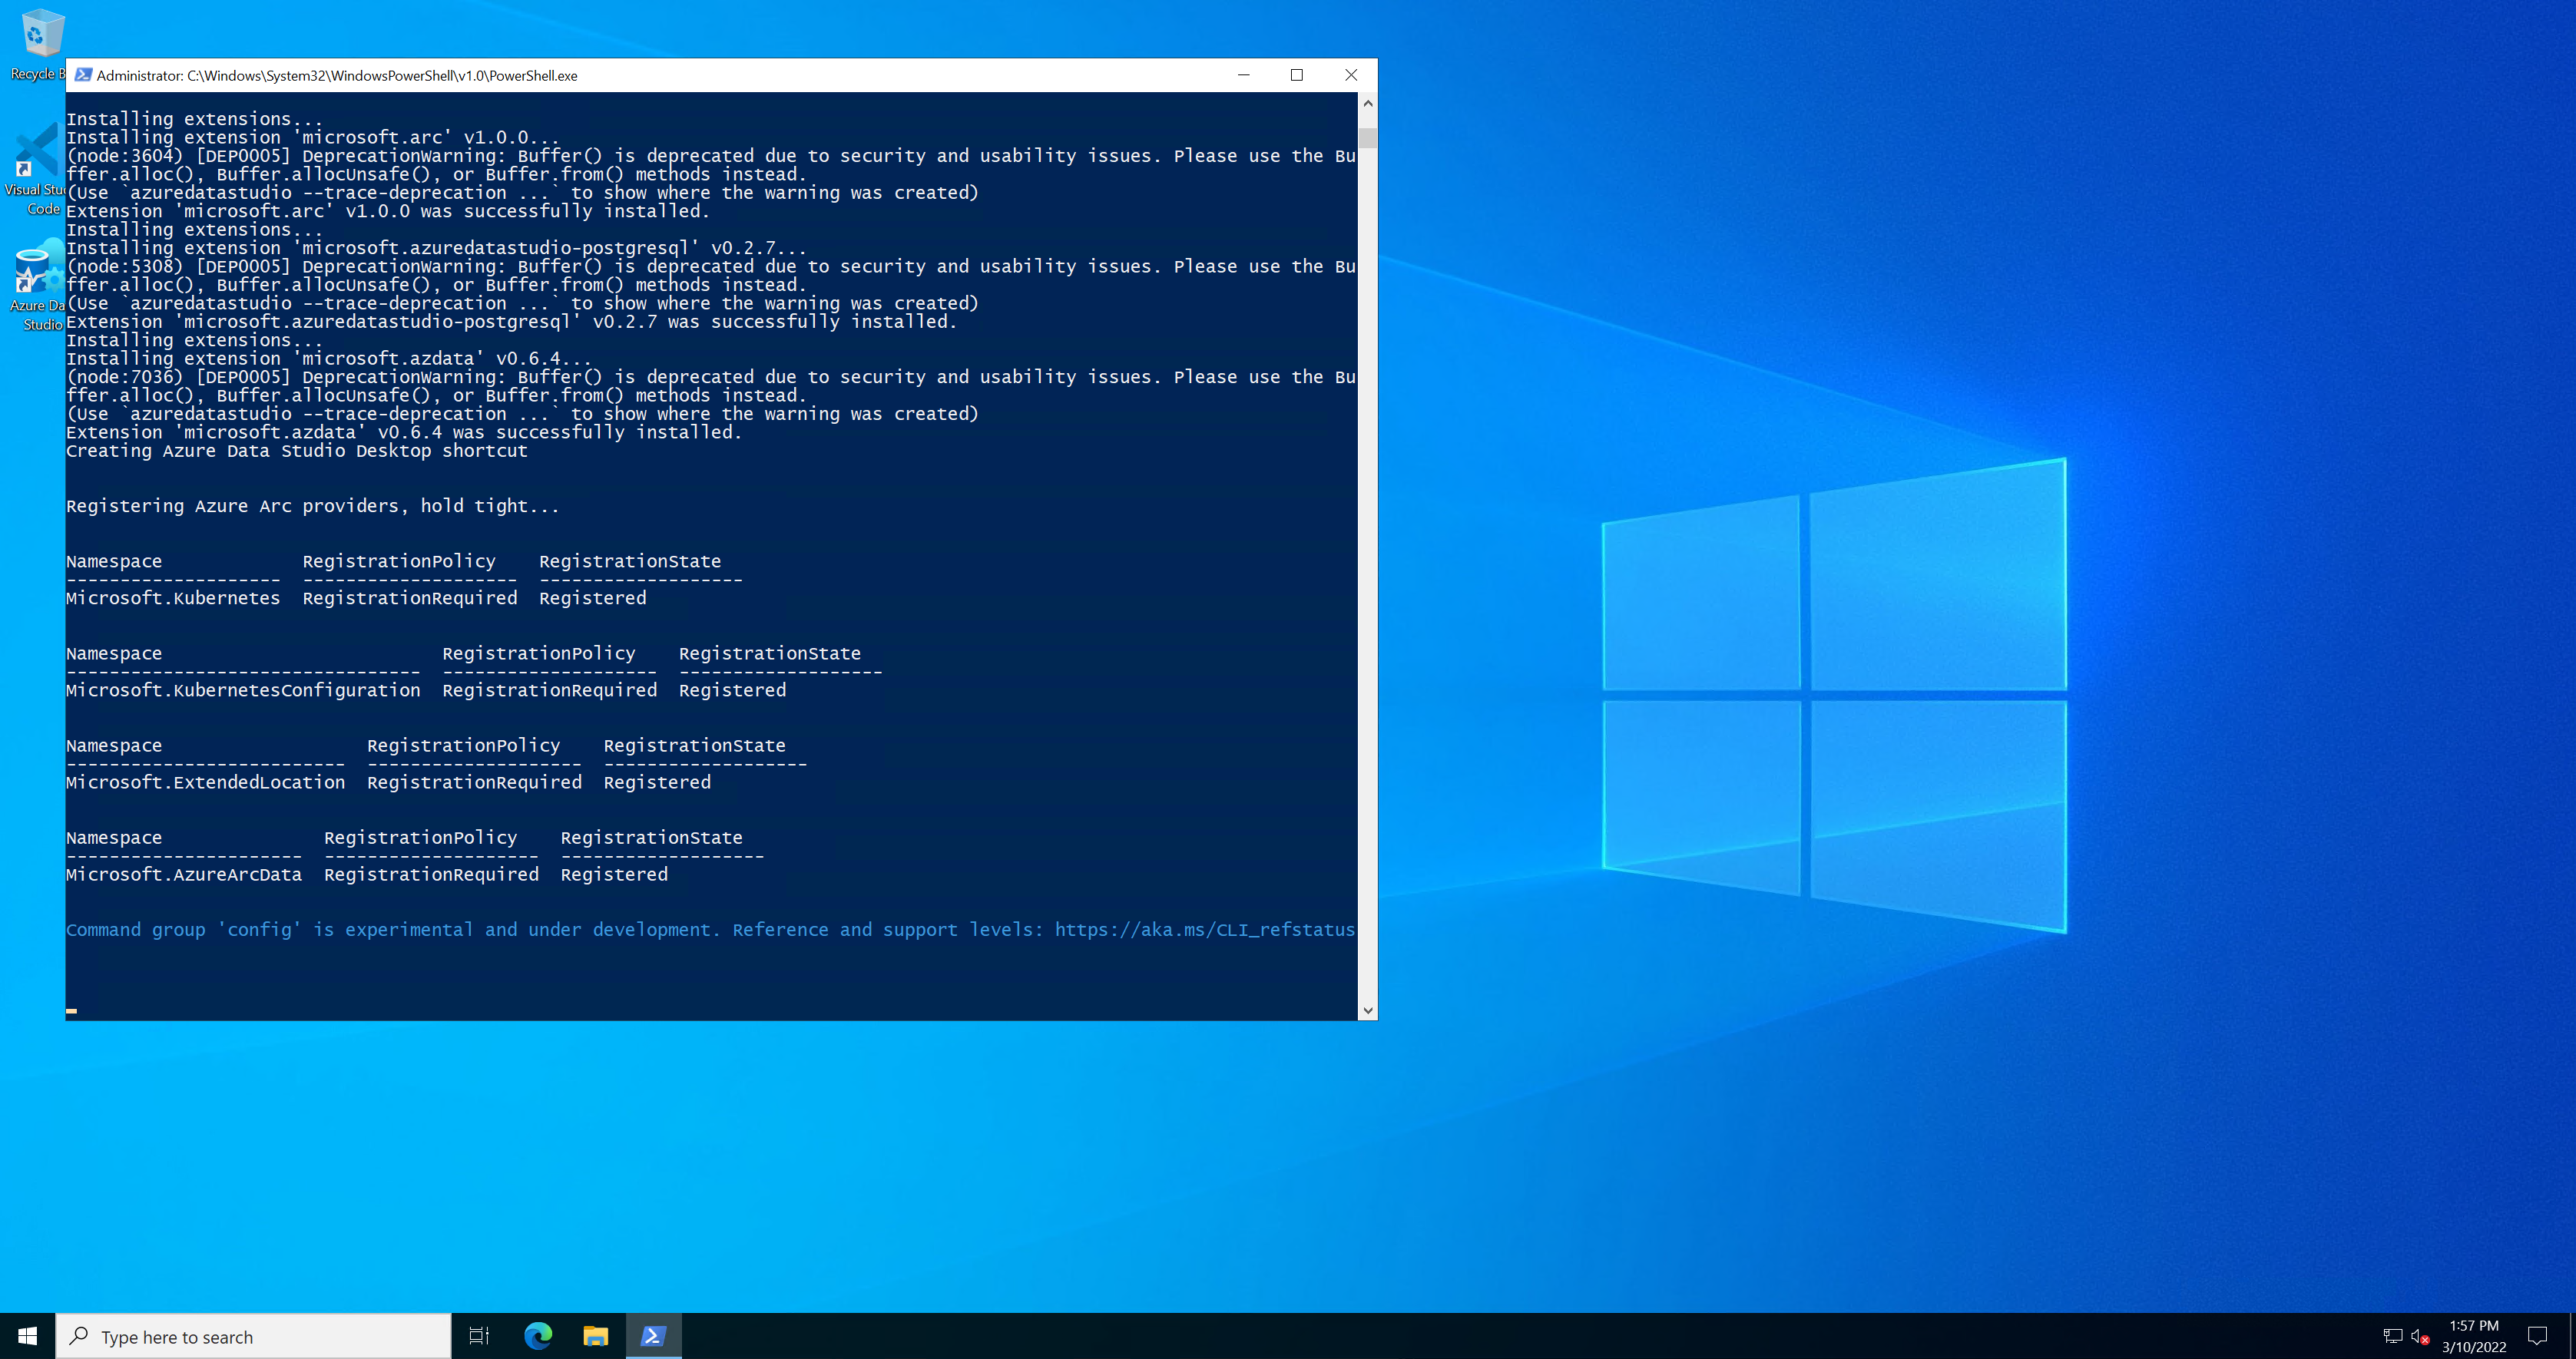 Recycle B
Visual Stu
Code
Azure Da
Studio
Administrator: C:\Windows\System32\WindowsPowerShell\v1.0\PowerShell.exe
Installing extensions...
Installing extension 'microsoft.arc' v1.0.0...
(node:3604) [DEP0005] DeprecationWarning: Buffer() is deprecated due to security and usability issues. Please use the Bu
ffer.alloc(), Buffer.allocUnsafe(), or Buffer.from() methods instead.
(Use `azuredatastudio --trace-deprecation ...` to show where the warning was created)
Extension 'microsoft.arc' v1.0.0 was successfully installed.
Installing extensions...
Installing extension 'microsoft.azuredatastudio-postgresql' v0.2.7...
(node:5308) [DEP0005] DeprecationWarning: Buffer() is deprecated due to security and usability issues. Please use the Bu
ffer.alloc(), Buffer.allocUnsafe(), or Buffer.from() methods instead.
(Use `azuredatastudio --trace-deprecation ...` to show where the warning was created)
Extension 'microsoft.azuredatastudio-postgresql' v0.2.7 was successfully installed.
Installing extensions...
Installing extension 'microsoft.azdata' v0.6.4...
(node:7036) [DEP0005] DeprecationWarning: Buffer() is deprecated due to security and usability issues. Please use the Bu
ffer.alloc(), Buffer.allocUnsafe(), or Buffer.from() methods instead.
(Use `azuredatastudio --trace-deprecation ...` to show where the warning was created)
Extension 'microsoft.azdata' v0.6.4 was successfully installed.
Creating Azure Data Studio Desktop shortcut
Registering Azure Arc providers, hold tight...
Namespace             RegistrationPolicy    RegistrationState
--------------------  --------------------  -------------------
Microsoft.Kubernetes  RegistrationRequired  Registered
Namespace                          RegistrationPolicy    RegistrationState
---------------------------------  --------------------  -------------------
Microsoft.KubernetesConfiguration  RegistrationRequired  Registered
Namespace                   RegistrationPolicy    RegistrationState
--------------------------  --------------------  -------------------
Microsoft.ExtendedLocation  RegistrationRequired  Registered
Namespace               RegistrationPolicy    RegistrationState
----------------------  --------------------  -------------------
Microsoft.AzureArcData  RegistrationRequired  Registered
Command group 'config' is experimental and under development. Reference and support levels: https://aka.ms/CLI_refstatus
Type here to search
1:57 PM
3/10/2022